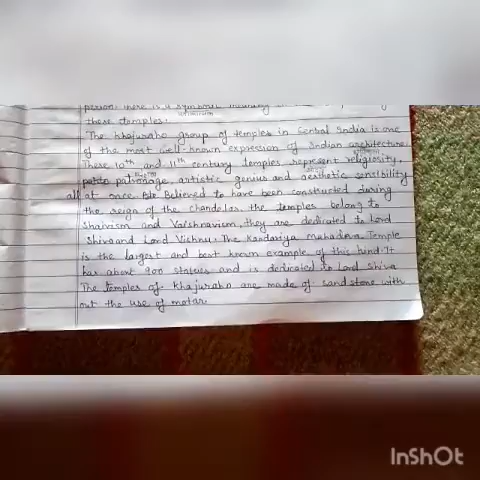 person. There is a symbolic meaning
these temples.
The khajuraho group of temples in Central India is one
of the most well-known expression of Indian architecture.
These 10th and 11th century temples represent religiosity,
patronage, artistic genius and aesthetic sensibility
all at once. Believed to have been constructed during
the reign of the Chandelas the temples belong to
Shaivism and Vaishnavism, they are dedicated to Lord
Shiva and Lord Vishnu. The Kandariya Mahadeva Temple
is the largest and best known example of this kind. It
has about 900 statues and is dedicated to Lord Shiva
The temples of Khajuraho are made of sandstone with
out the use of motar
InShOt